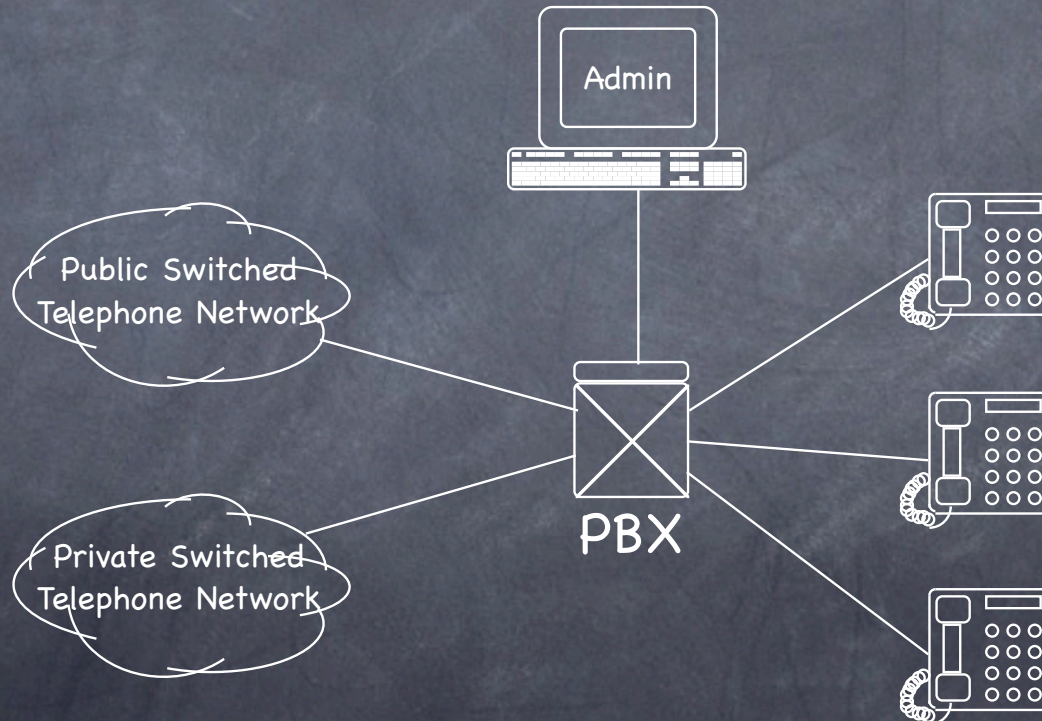 Admin
Public Switched
Telephone Network
PBX
Private Switched
Telephone Network